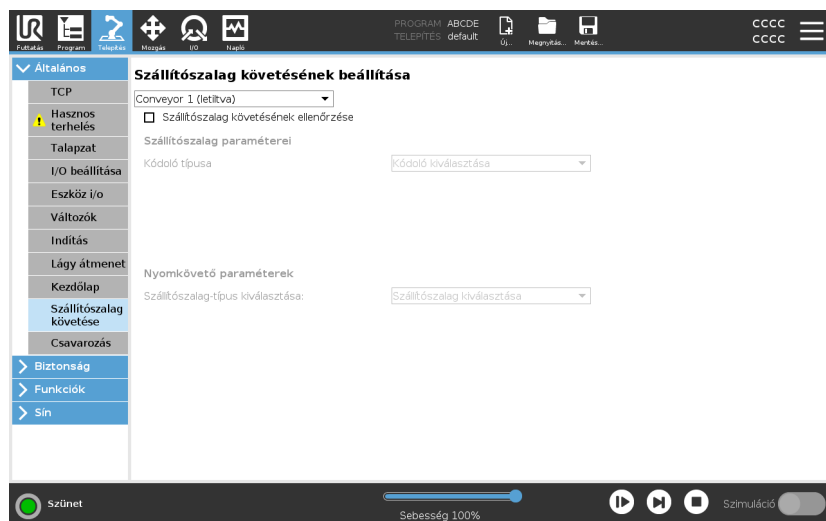 PROGRAM ABCDE
TELEPÍTÉS default
CCCC
CCCC
Futtatás
Program
Telepítés
Mozgás
I/O
Napló
Új...
Megnyitás...
Mentés...
Általános
TCP
Hasznos
terhelés
Talapzat
I/O beállítása
Eszköz i/o
Változók
Indítás
Lágy átmenet
Kezdőlap
Szállítószalag
követése
Csavarozás
Biztonság
Funkciók
Sín
Szállítószalag követésének beállítása
Conveyor 1 (letiltva)
Szállítószalag követésének ellenőrzése
Szállítószalag paraméterei
Kódoló típusa
Kódoló kiválasztása
Nyomkövető paraméterek
Szállítószalag-típus kiválasztása:
Szállítószalag kiválasztása
Szünet
Sebesség 100%
Szimuláció